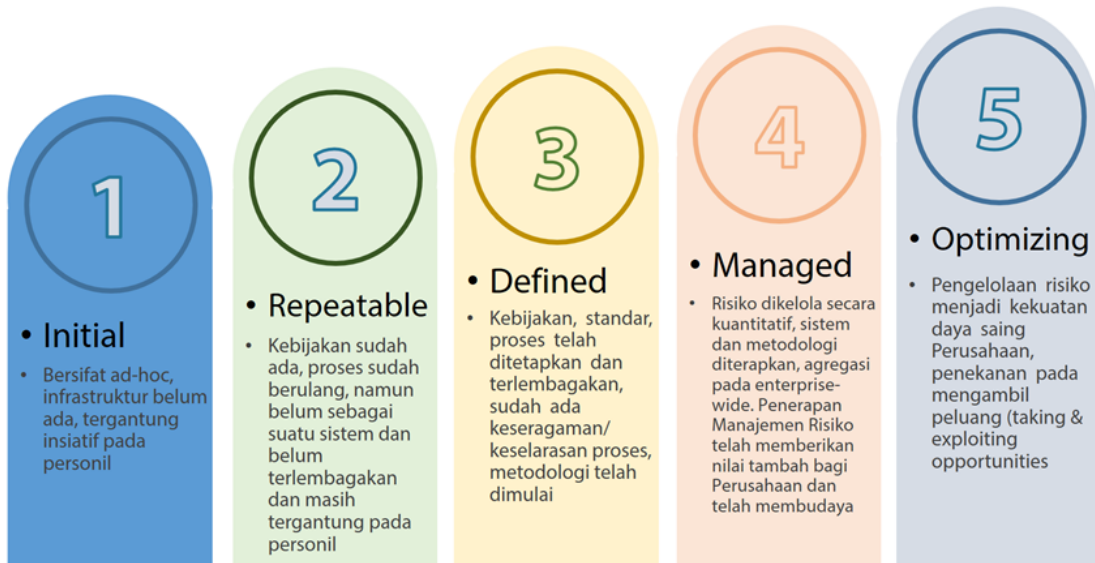 1
• Initial
• Bersifat ad-hoc,
infrastruktur belum
ada, tergantung
insiatif pada
personil
2
• Repeatable
• Kebijakan sudah
ada, proses sudah
berulang, namun
belum sebagai
suatu sistem dan
belum
terlembagakan
dan masih
tergantung pada
personil
3
• Defined
• Kebijakan, standar,
proses telah
ditetapkan dan
terlembagakan,
sudah ada
keseragaman/
keselarasan proses,
metodologi telah
dimulai
4
• Managed
• Risiko dikelola secara
kuantitatif, sistem
dan metodologi
diterapkan, agregasi
pada enterprise-
wide. Penerapan
Manajemen Risiko
telah memberikan
nilai tambah bagi
Perusahaan dan
telah membudaya
5
• Optimizing
• Pengelolaan risiko
menjadi kekuatan
daya saing
Perusahaan,
penekanan pada
mengambil
peluang (taking &
exploiting
opportunities